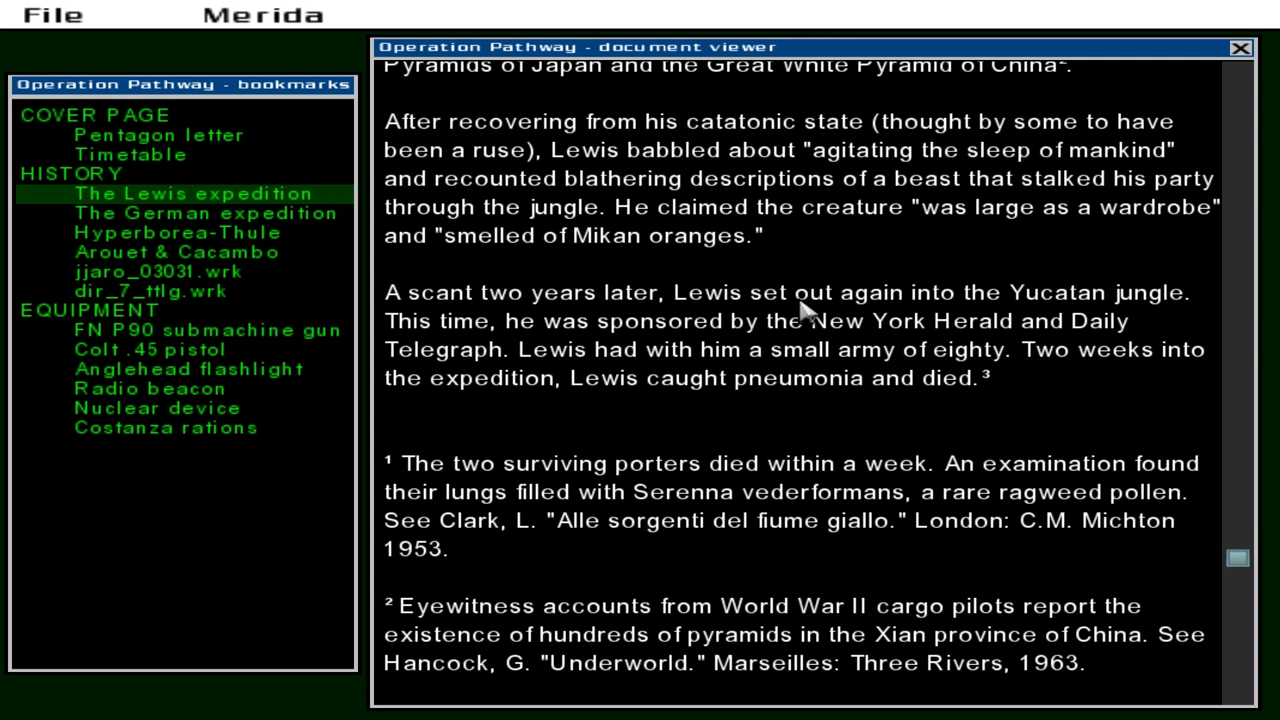 File Merida
Operation Pathway - bookmarks
COVER PAGE
Pentagon letter
Timetable
HISTORY
The Lewis expedition
The German expedition
Hyperborea-Thule
Arouet & Cacambo
jjaro_03031.wrk
dir_7_ttlg.wrk
EQUIPMENT
FN P90 submachine gun
Colt .45 pistol
Anglehead flashlight
Radio beacon
Nuclear device
Costanza rations
Operation Pathway - document viewer
Pyramids of Japan and the Great White Pyramid of China².
After recovering from his catatonic state (thought by some to have
been a ruse), Lewis babbled about "agitating the sleep of mankind"
and recounted blathering descriptions of a beast that stalked his party
through the jungle. He claimed the creature "was large as a wardrobe"
and "smelled of Mikan oranges."
A scant two years later, Lewis set out again into the Yucatan jungle.
This time, he was sponsored by the New York Herald and Daily
Telegraph. Lewis had with him a small army of eighty. Two weeks into
the expedition, Lewis caught pneumonia and died.³
¹ The two surviving porters died within a week. An examination found
their lungs filled with Serenna vederformans, a rare ragweed pollen.
See Clark, L. "Alle sorgenti del fiume giallo." London: C.M. Michton
1953.
² Eyewitness accounts from World War II cargo pilots report the
existence of hundreds of pyramids in the Xian province of China. See
Hancock, G. "Underworld." Marseilles: Three Rivers, 1963.